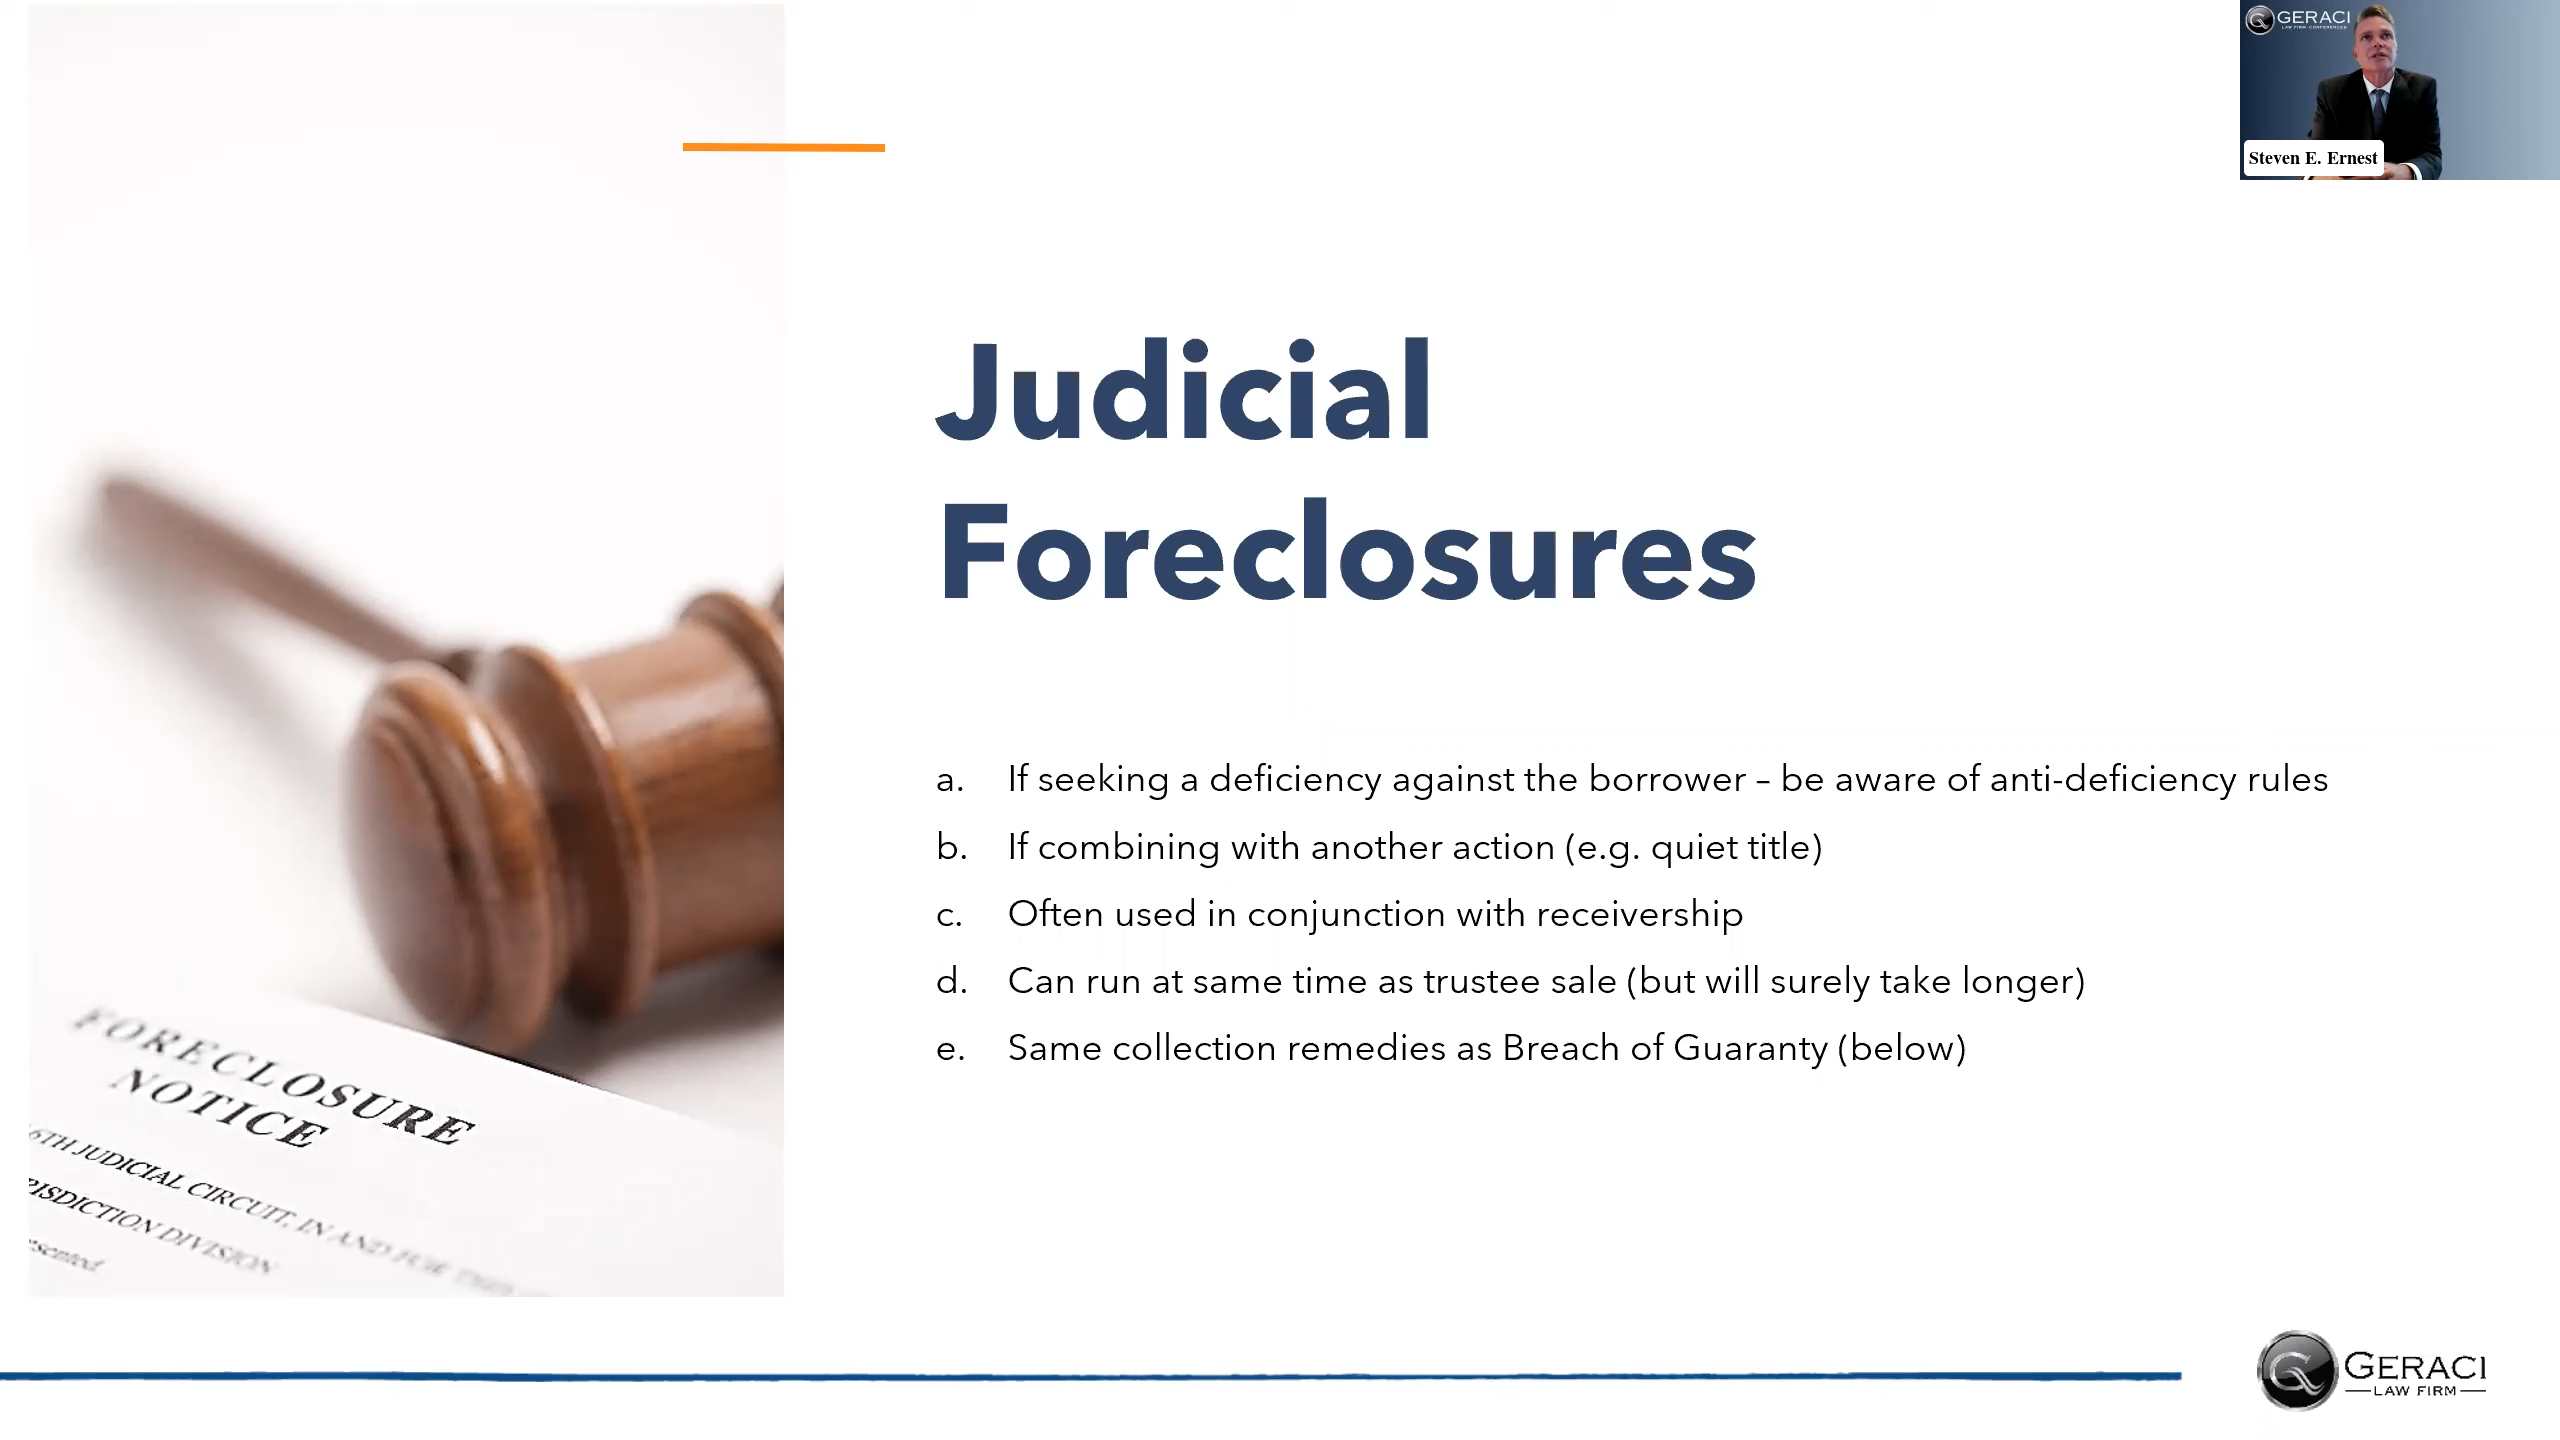 GERACI
LAW FIRM
Steven E. Ernest
Judicial
Foreclosures
a. If seeking a deficiency against the borrower – be aware of anti-deficiency rules
b. If combining with another action (e.g. quiet title)
c. Often used in conjunction with receivership
d. Can run at same time as trustee sale (but will surely take longer)
e. Same collection remedies as Breach of Guaranty (below)
FORECLOSURE
NOTICE
6TH JUDICIAL CIRCUIT, IN AND FOR
DIVISION
GERACI
LAW FIRM